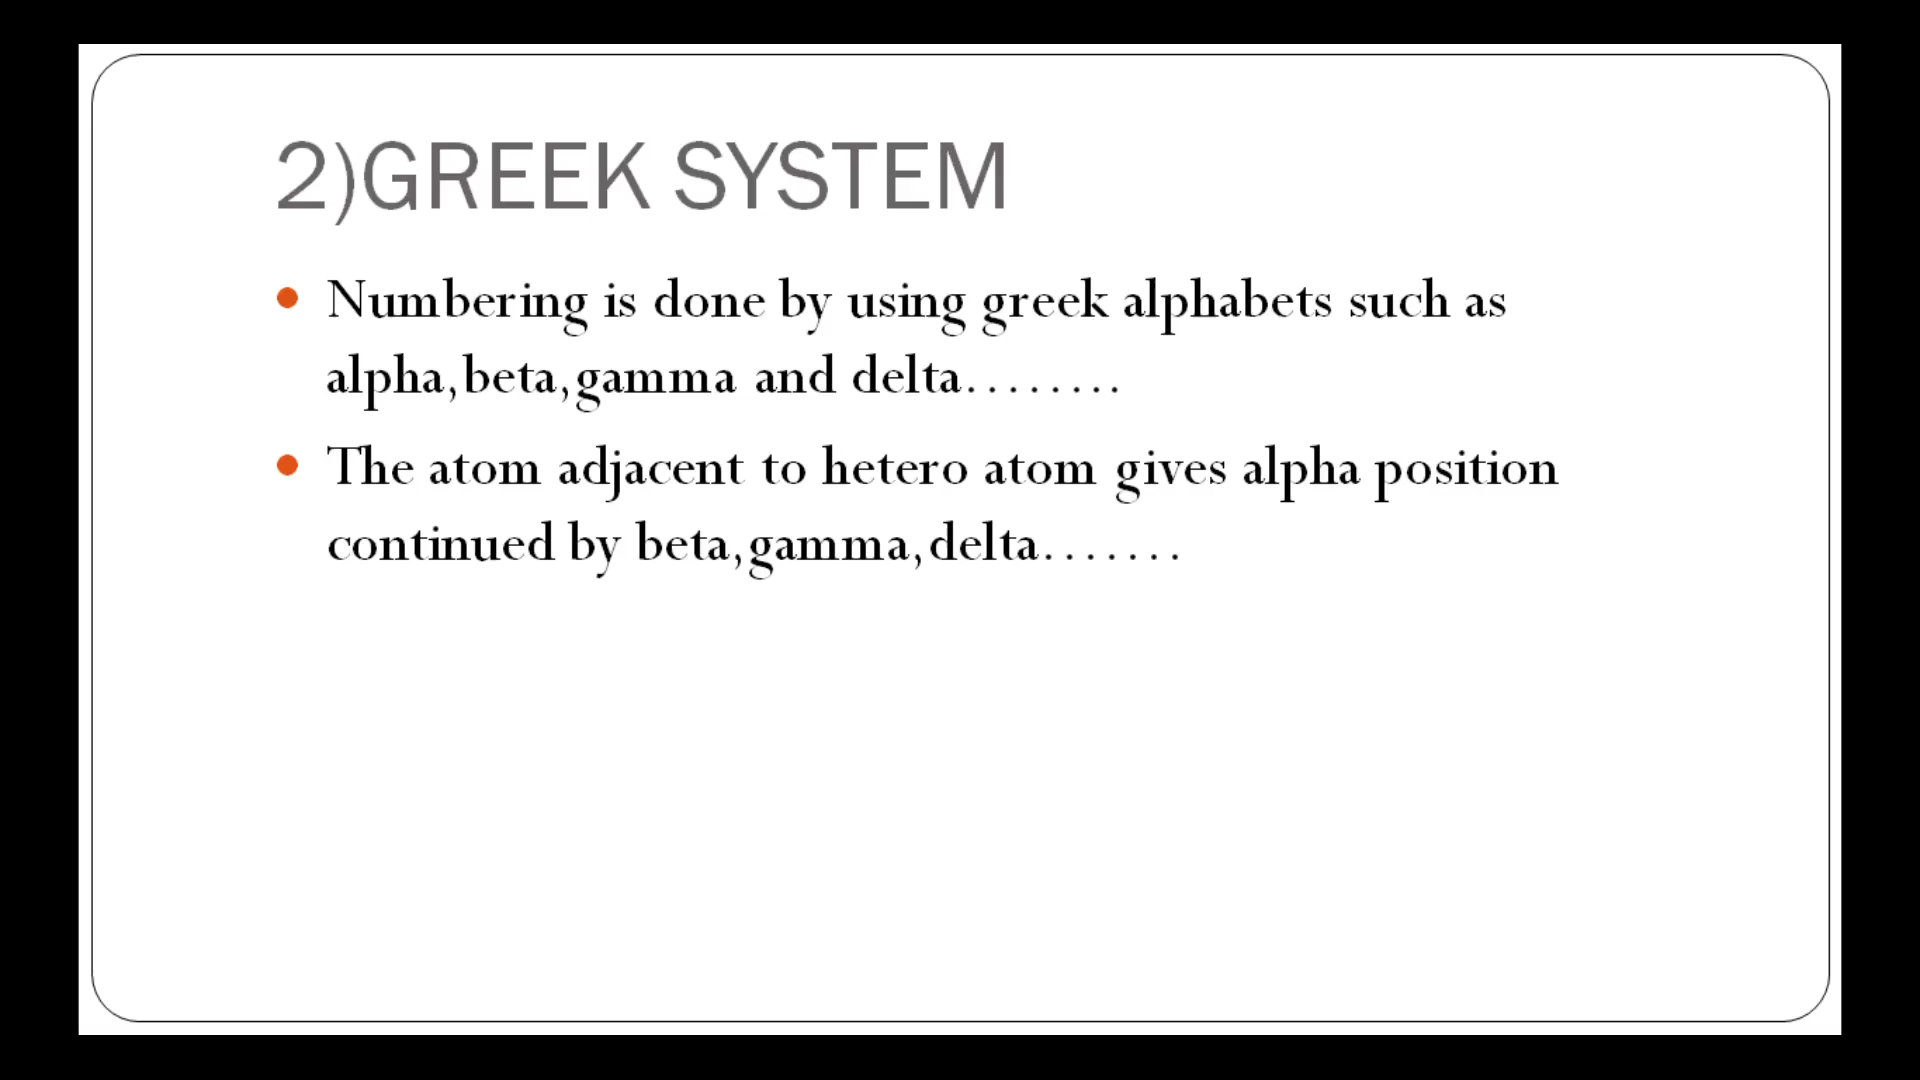 2)GREEK SYSTEM
• Numbering is done by using greek alphabets such as
alpha,beta,gamma and delta........
• The atom adjacent to hetero atom gives alpha position
continued by beta,gamma,delta.......